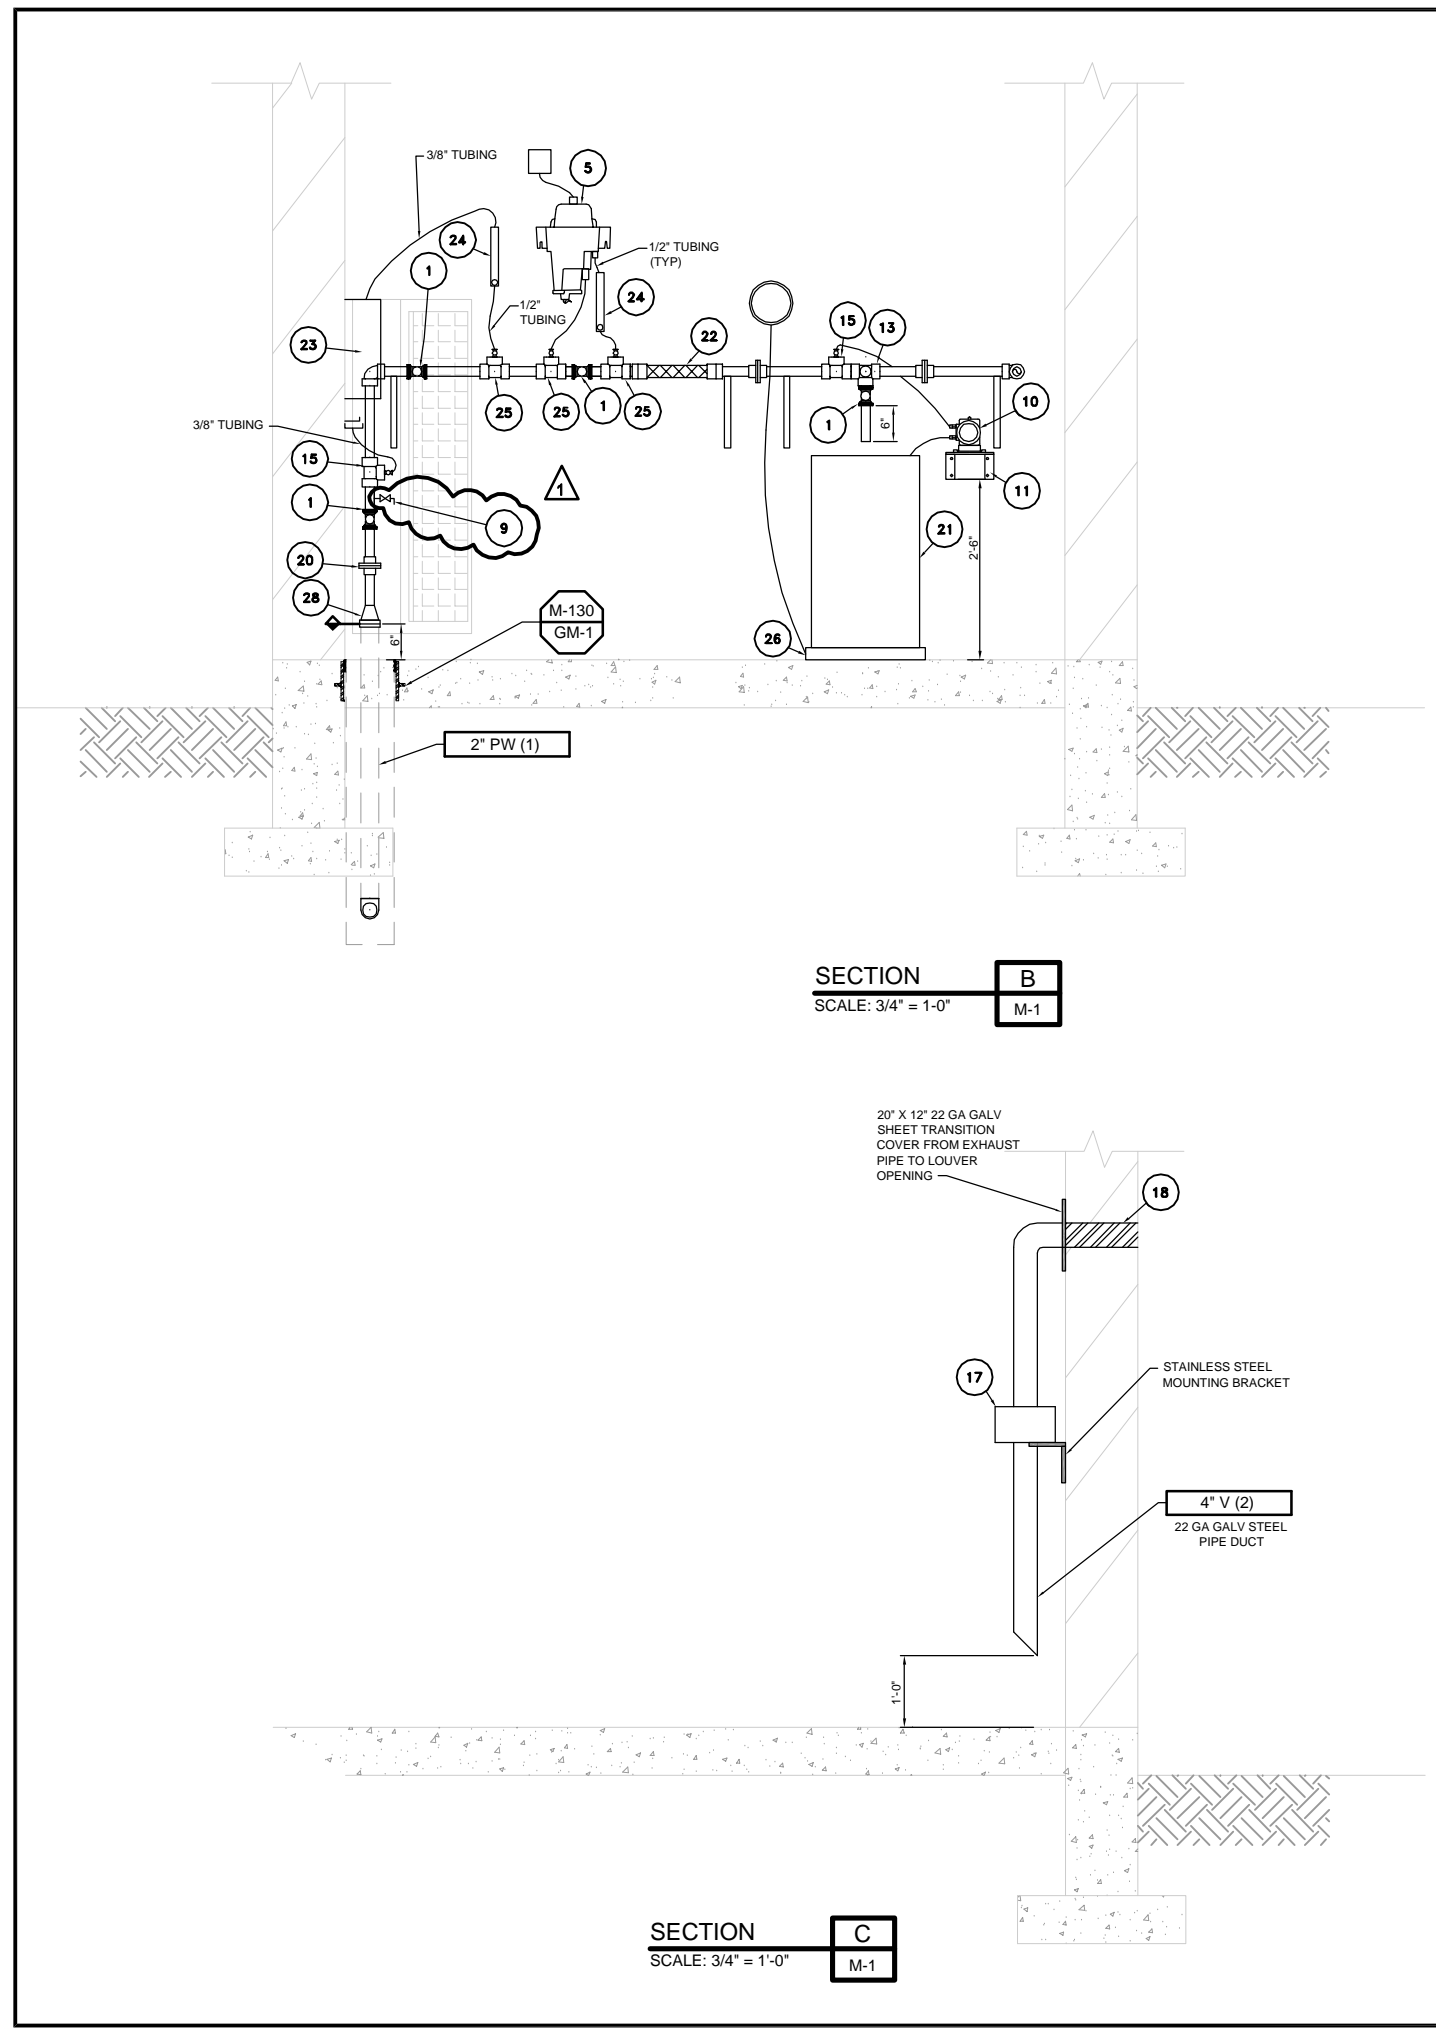 3/8" TUBING
5
24
1
1/2" TUBING
(TYP)
24
1/2"
TUBING
15
13
22
23
25
25
1
25
1
6"
10
3/8" TUBING
15
11
1
1
9
21
2'-6"
20
28
M-130
GM-1
6"
26
2" PW (1)
SECTION
B
SCALE: 3/4" = 1-0"
M-1
20" X 12" 22 GA GALV
SHEET TRANSITION
COVER FROM EXHAUST
PIPE TO LOUVER
OPENING
18
17
STAINLESS STEEL
MOUNTING BRACKET
4" V (2)
22 GA GALV STEEL
PIPE DUCT
1'-0"
SECTION
C
SCALE: 3/4" = 1'-0"
M-1